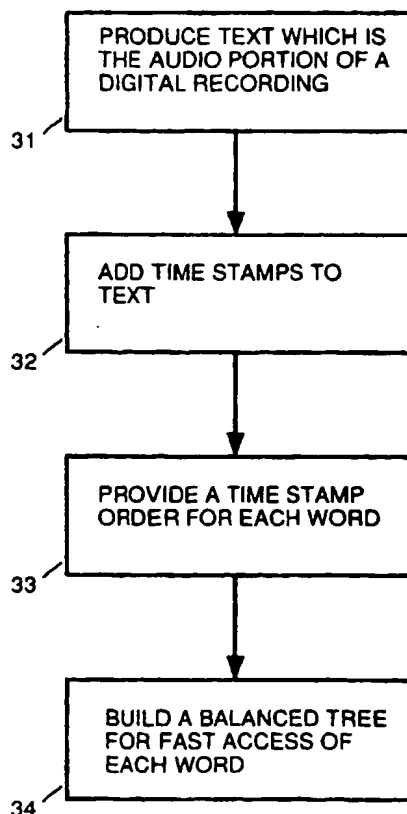 PRODUCE TEXT WHICH IS
THE AUDIO PORTION OF A
DIGITAL RECORDING
31
ADD TIME STAMPS TO
TEXT
32
PROVIDE A TIME STAMP
ORDER FOR EACH WORD
33
BUILD A BALANCED TREE
FOR FAST ACCESS OF
EACH WORD
34